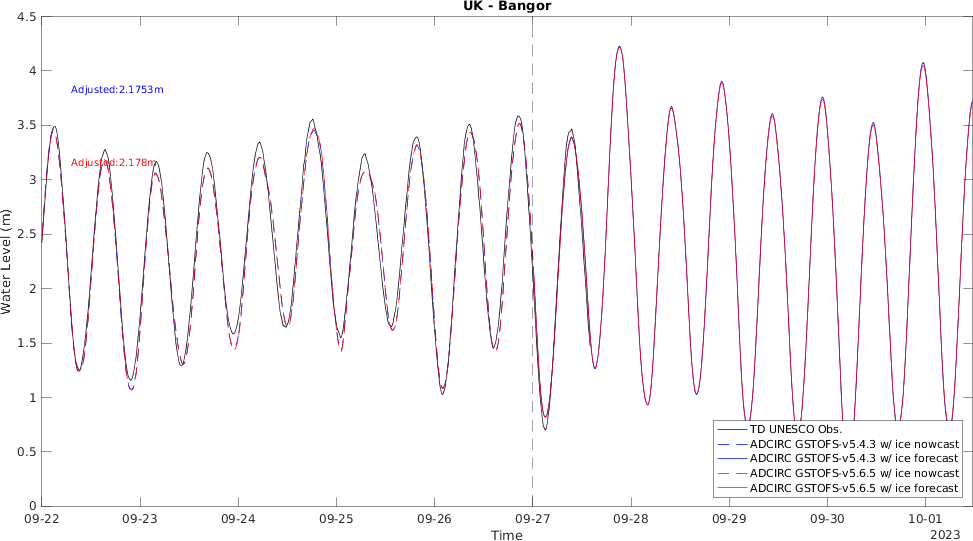 UK - Bangor
4.5
4
3.5
3
2.5
2
1.5
1
0.5
0
Water Level (m)
Adjusted:2.1753m
Adjusted:2.178m
TD UNESCO Obs.
ADCIRC GSTOFS-v5.4.3 w/ ice nowcast
ADCIRC GSTOFS-v5.4.3 w/ ice forecast
ADCIRC GSTOFS-v5.6.5 w/ ice nowcast
ADCIRC GSTOFS-v5.6.5 w/ ice forecast
09-22 09-23 09-24 09-25 09-26 09-27 09-28 09-29 09-30 10-01
Time
2023